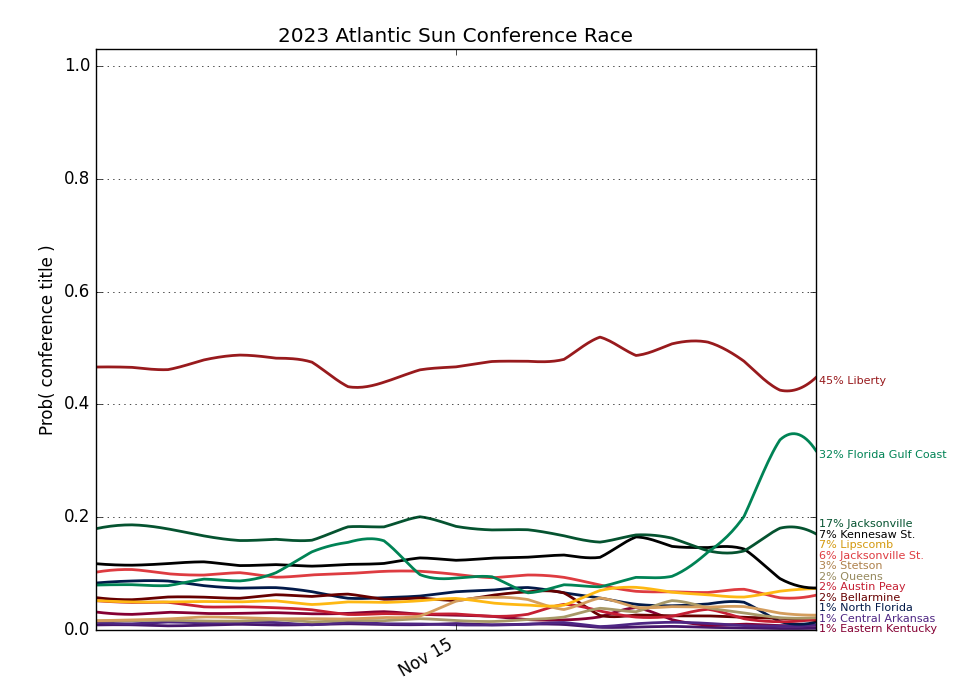 2023 Atlantic Sun Conference Race
1.0
0.8
0.6
0.4
0.2
0.0
Prob( conference title )
Nov 15
45% Liberty
32% Florida Gulf Coast
17% Jacksonville
7% Kennesaw St.
7% Lipscomb
6% Jacksonville St.
3% Stetson
2% Queens
2% Austin Peay
2% Bellarmine
1% North Florida
1% Central Arkansas
1% Eastern Kentucky